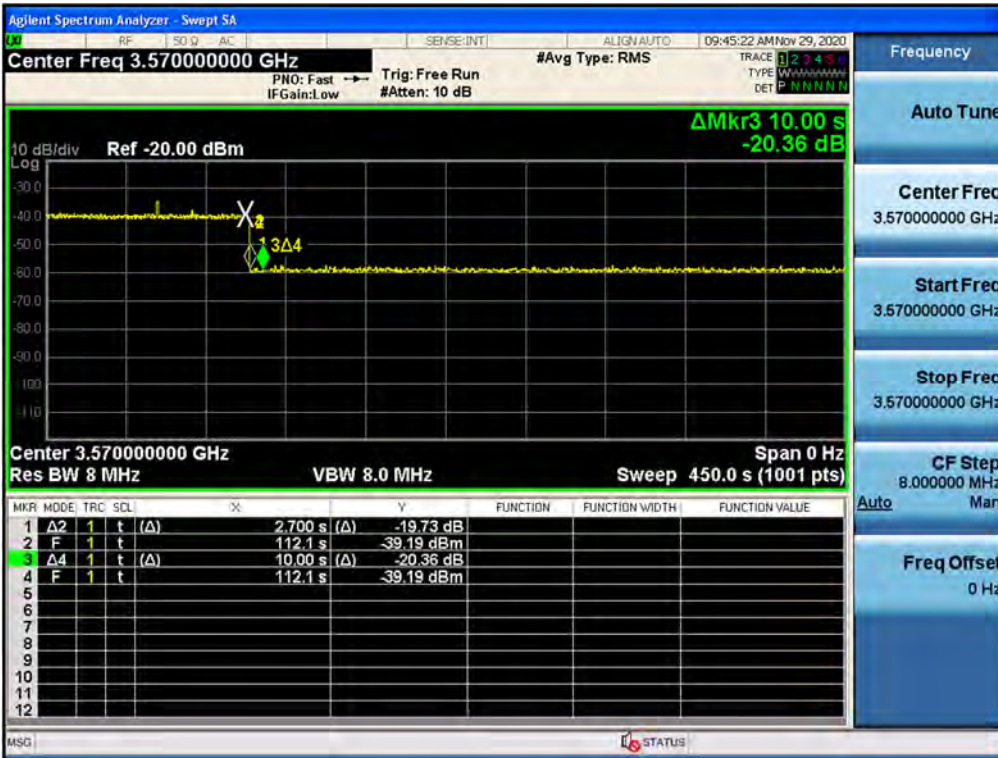 Agilent Spectrum Analyzer - Swept SA
LXI RF 50 Ω AC SENSE:INT ALIGN AUTO 09:45:22 AM Nov 29, 2020
Center Freq 3.570000000 GHz
PNO: Fast
IFGain:Low
Trig: Free Run
#Atten: 10 dB
#Avg Type: RMS
TRACE 1 2 3 4 5 6
TYPE
DET P N N N N N
ΔMkr3 10.00 s
-20.36 dB
10 dB/div Ref -20.00 dBm
Log
-30.0
-40.0
-50.0
-60.0
-70.0
-80.0
-90.0
-100
-110
3Δ4
Center 3.570000000 GHz Span 0 Hz
Res BW 8 MHz VBW 8.0 MHz Sweep 450.0 s (1001 pts)
MKR MODE TRC SCL X Y FUNCTION FUNCTION WIDTH FUNCTION VALUE
1 Δ2 1 t (Δ) 2.700 s (Δ) -19.73 dB
2 F 1 t 112.1 s -39.19 dBm
3 Δ4 1 t (Δ) 10.00 s (Δ) -20.36 dB
4 F 1 t 112.1 s -39.19 dBm
5
6
7
8
9
10
11
12
MSG STATUS
Frequency
Auto Tune
Center Freq
3.570000000 GHz
Start Freq
3.570000000 GHz
Stop Freq
3.570000000 GHz
CF Step
8.000000 MHz
Auto Man
Freq Offset
0 Hz